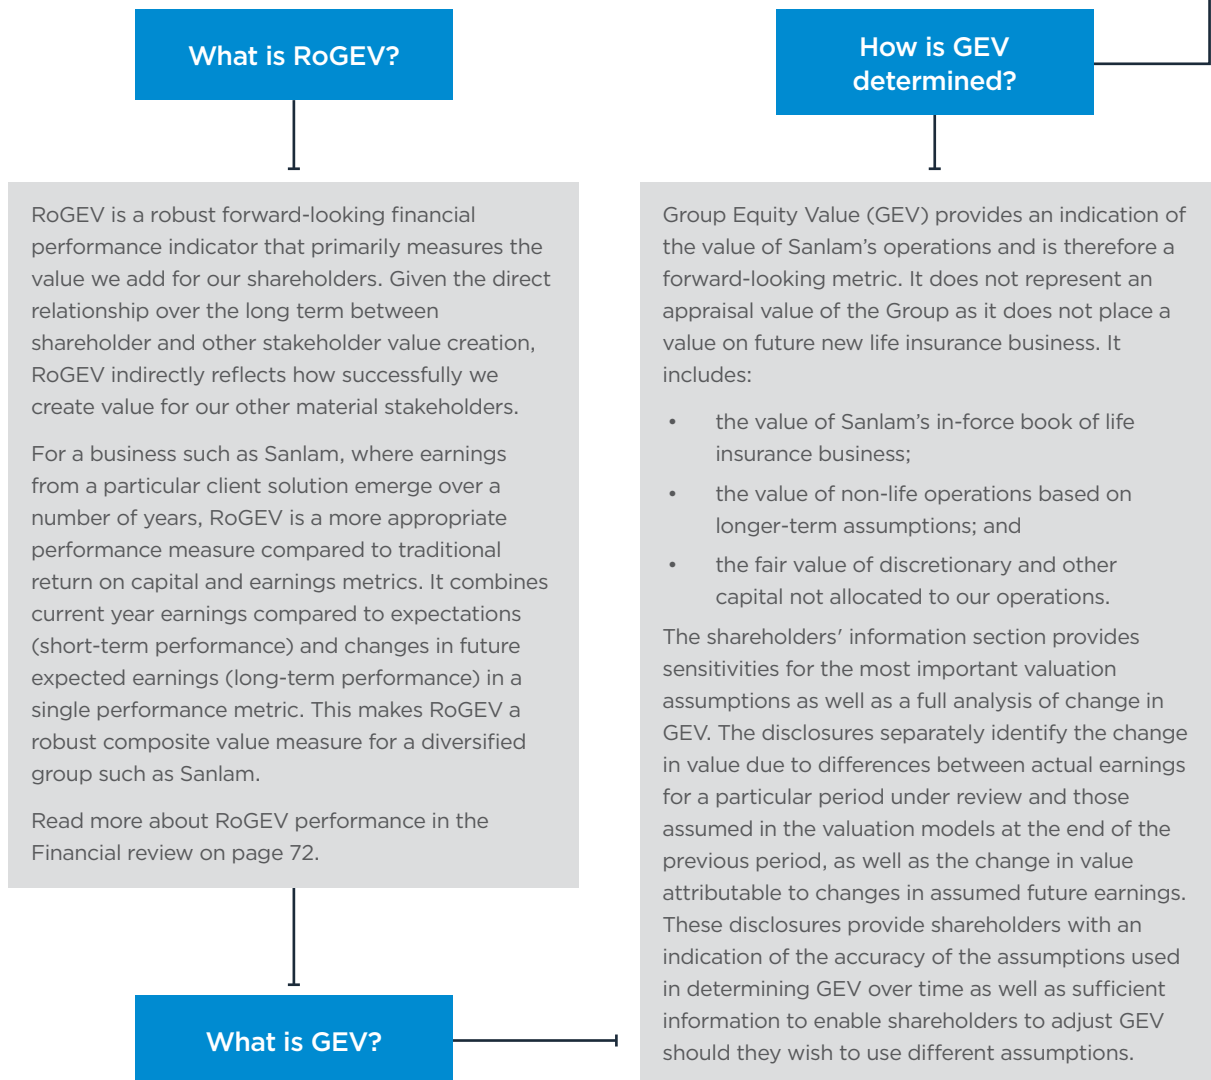 What is RoGEV?
RoGEV is a robust forward-looking financial
performance indicator that primarily measures the
value we add for our shareholders. Given the direct
relationship over the long term between
shareholder and other stakeholder value creation,
RoGEV indirectly reflects how successfully we
create value for our other material stakeholders.
For a business such as Sanlam, where earnings
from a particular client solution emerge over a
number of years, RoGEV is a more appropriate
performance measure compared to traditional
return on capital and earnings metrics. It combines
current year earnings compared to expectations
(short-term performance) and changes in future
expected earnings (long-term performance) in a
single performance metric. This makes RoGEV a
robust composite value measure for a diversified
group such as Sanlam.
Read more about RoGEV performance in the
Financial review on page 72.
What is GEV?
How is GEV
determined?
Group Equity Value (GEV) provides an indication of
the value of Sanlam's operations and is therefore a
forward-looking metric. It does not represent an
appraisal value of the Group as it does not place a
value on future new life insurance business. It
includes:
• the value of Sanlam's in-force book of life
insurance business;
• the value of non-life operations based on
longer-term assumptions; and
• the fair value of discretionary and other
capital not allocated to our operations.
The shareholders' information section provides
sensitivities for the most important valuation
assumptions as well as a full analysis of change in
GEV. The disclosures separately identify the change
in value due to differences between actual earnings
for a particular period under review and those
assumed in the valuation models at the end of the
previous period, as well as the change in value
attributable to changes in assumed future earnings.
These disclosures provide shareholders with an
indication of the accuracy of the assumptions used
in determining GEV over time as well as sufficient
information to enable shareholders to adjust GEV
should they wish to use different assumptions.